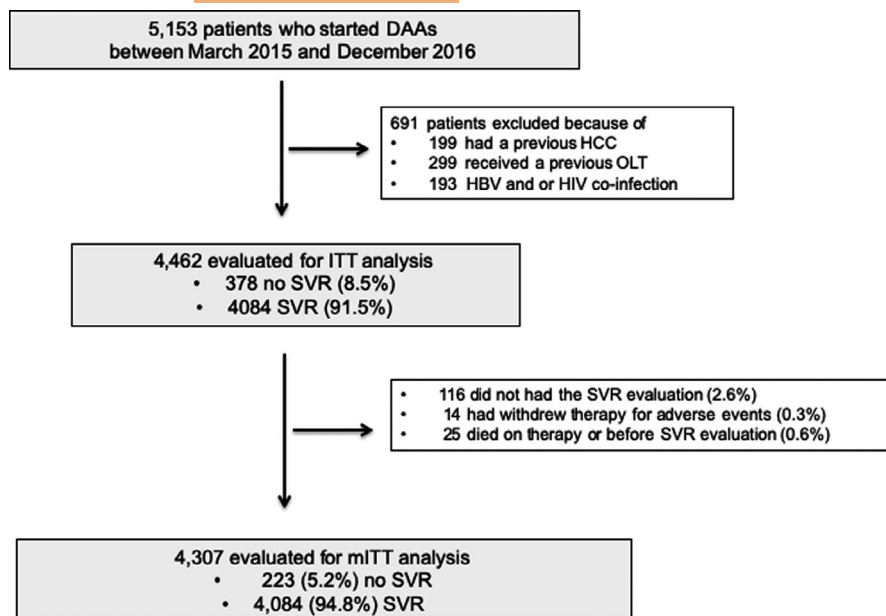 5,153 patients who started DAAs
between March 2015 and December 2016
691 patients excluded because of
• 199 had a previous HCC
• 299 received a previous OLT
• 193 HBV and or HIV co-infection
4,462 evaluated for ITT analysis
• 378 no SVR (8.5%)
• 4084 SVR (91.5%)
• 116 did not had the SVR evaluation (2.6%)
• 14 had withdrew therapy for adverse events (0.3%)
• 25 died on therapy or before SVR evaluation (0.6%)
4,307 evaluated for mITT analysis
• 223 (5.2%) no SVR
• 4,084 (94.8%) SVR